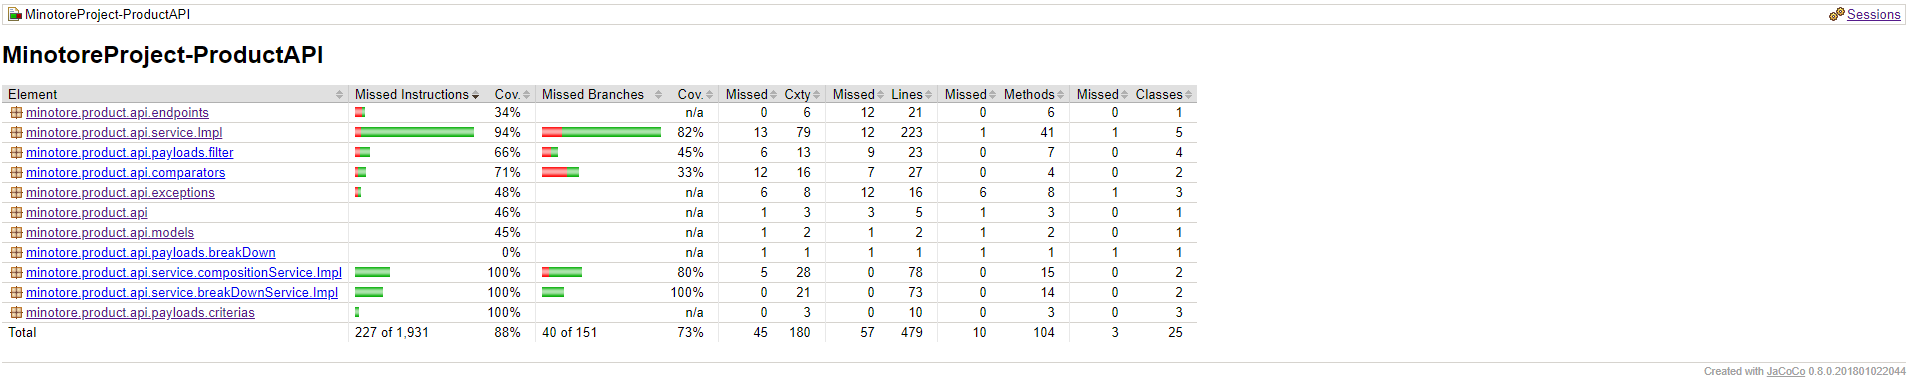 MinotoreProject-ProductAPI Sessions
MinotoreProject-ProductAPI
Element Missed Instructions Cov. Missed Branches Cov. Missed Cxty Missed Lines Missed Methods Missed Classes
minotore.product.api.endpoints 34% n/a 0 6 12 21 0 6 0 1
minotore.product.api.service.Impl 94% 82% 13 79 12 223 1 41 1 5
minotore.product.api.payloads.filter 66% 45% 6 13 9 23 0 7 0 4
minotore.product.api.comparators 71% 33% 12 16 7 27 0 4 0 2
minotore.product.api.exceptions 48% n/a 6 8 12 16 6 8 1 3
minotore.product.api 46% n/a 1 3 3 5 1 3 0 1
minotore.product.api.models 45% n/a 1 2 1 2 1 2 0 1
minotore.product.api.payloads.breakDown 0% n/a 1 1 1 1 1 1 1 1
minotore.product.api.service.compositionService.Impl 100% 80% 5 28 0 78 0 15 0 2
minotore.product.api.service.breakDownService.Impl 100% 100% 0 21 0 73 0 14 0 2
minotore.product.api.payloads.criterias 100% n/a 0 3 0 10 0 3 0 3
Total 227 of 1,931 88% 40 of 151 73% 45 180 57 479 10 104 3 25
Created with JaCoCo 0.8.0.201801022044